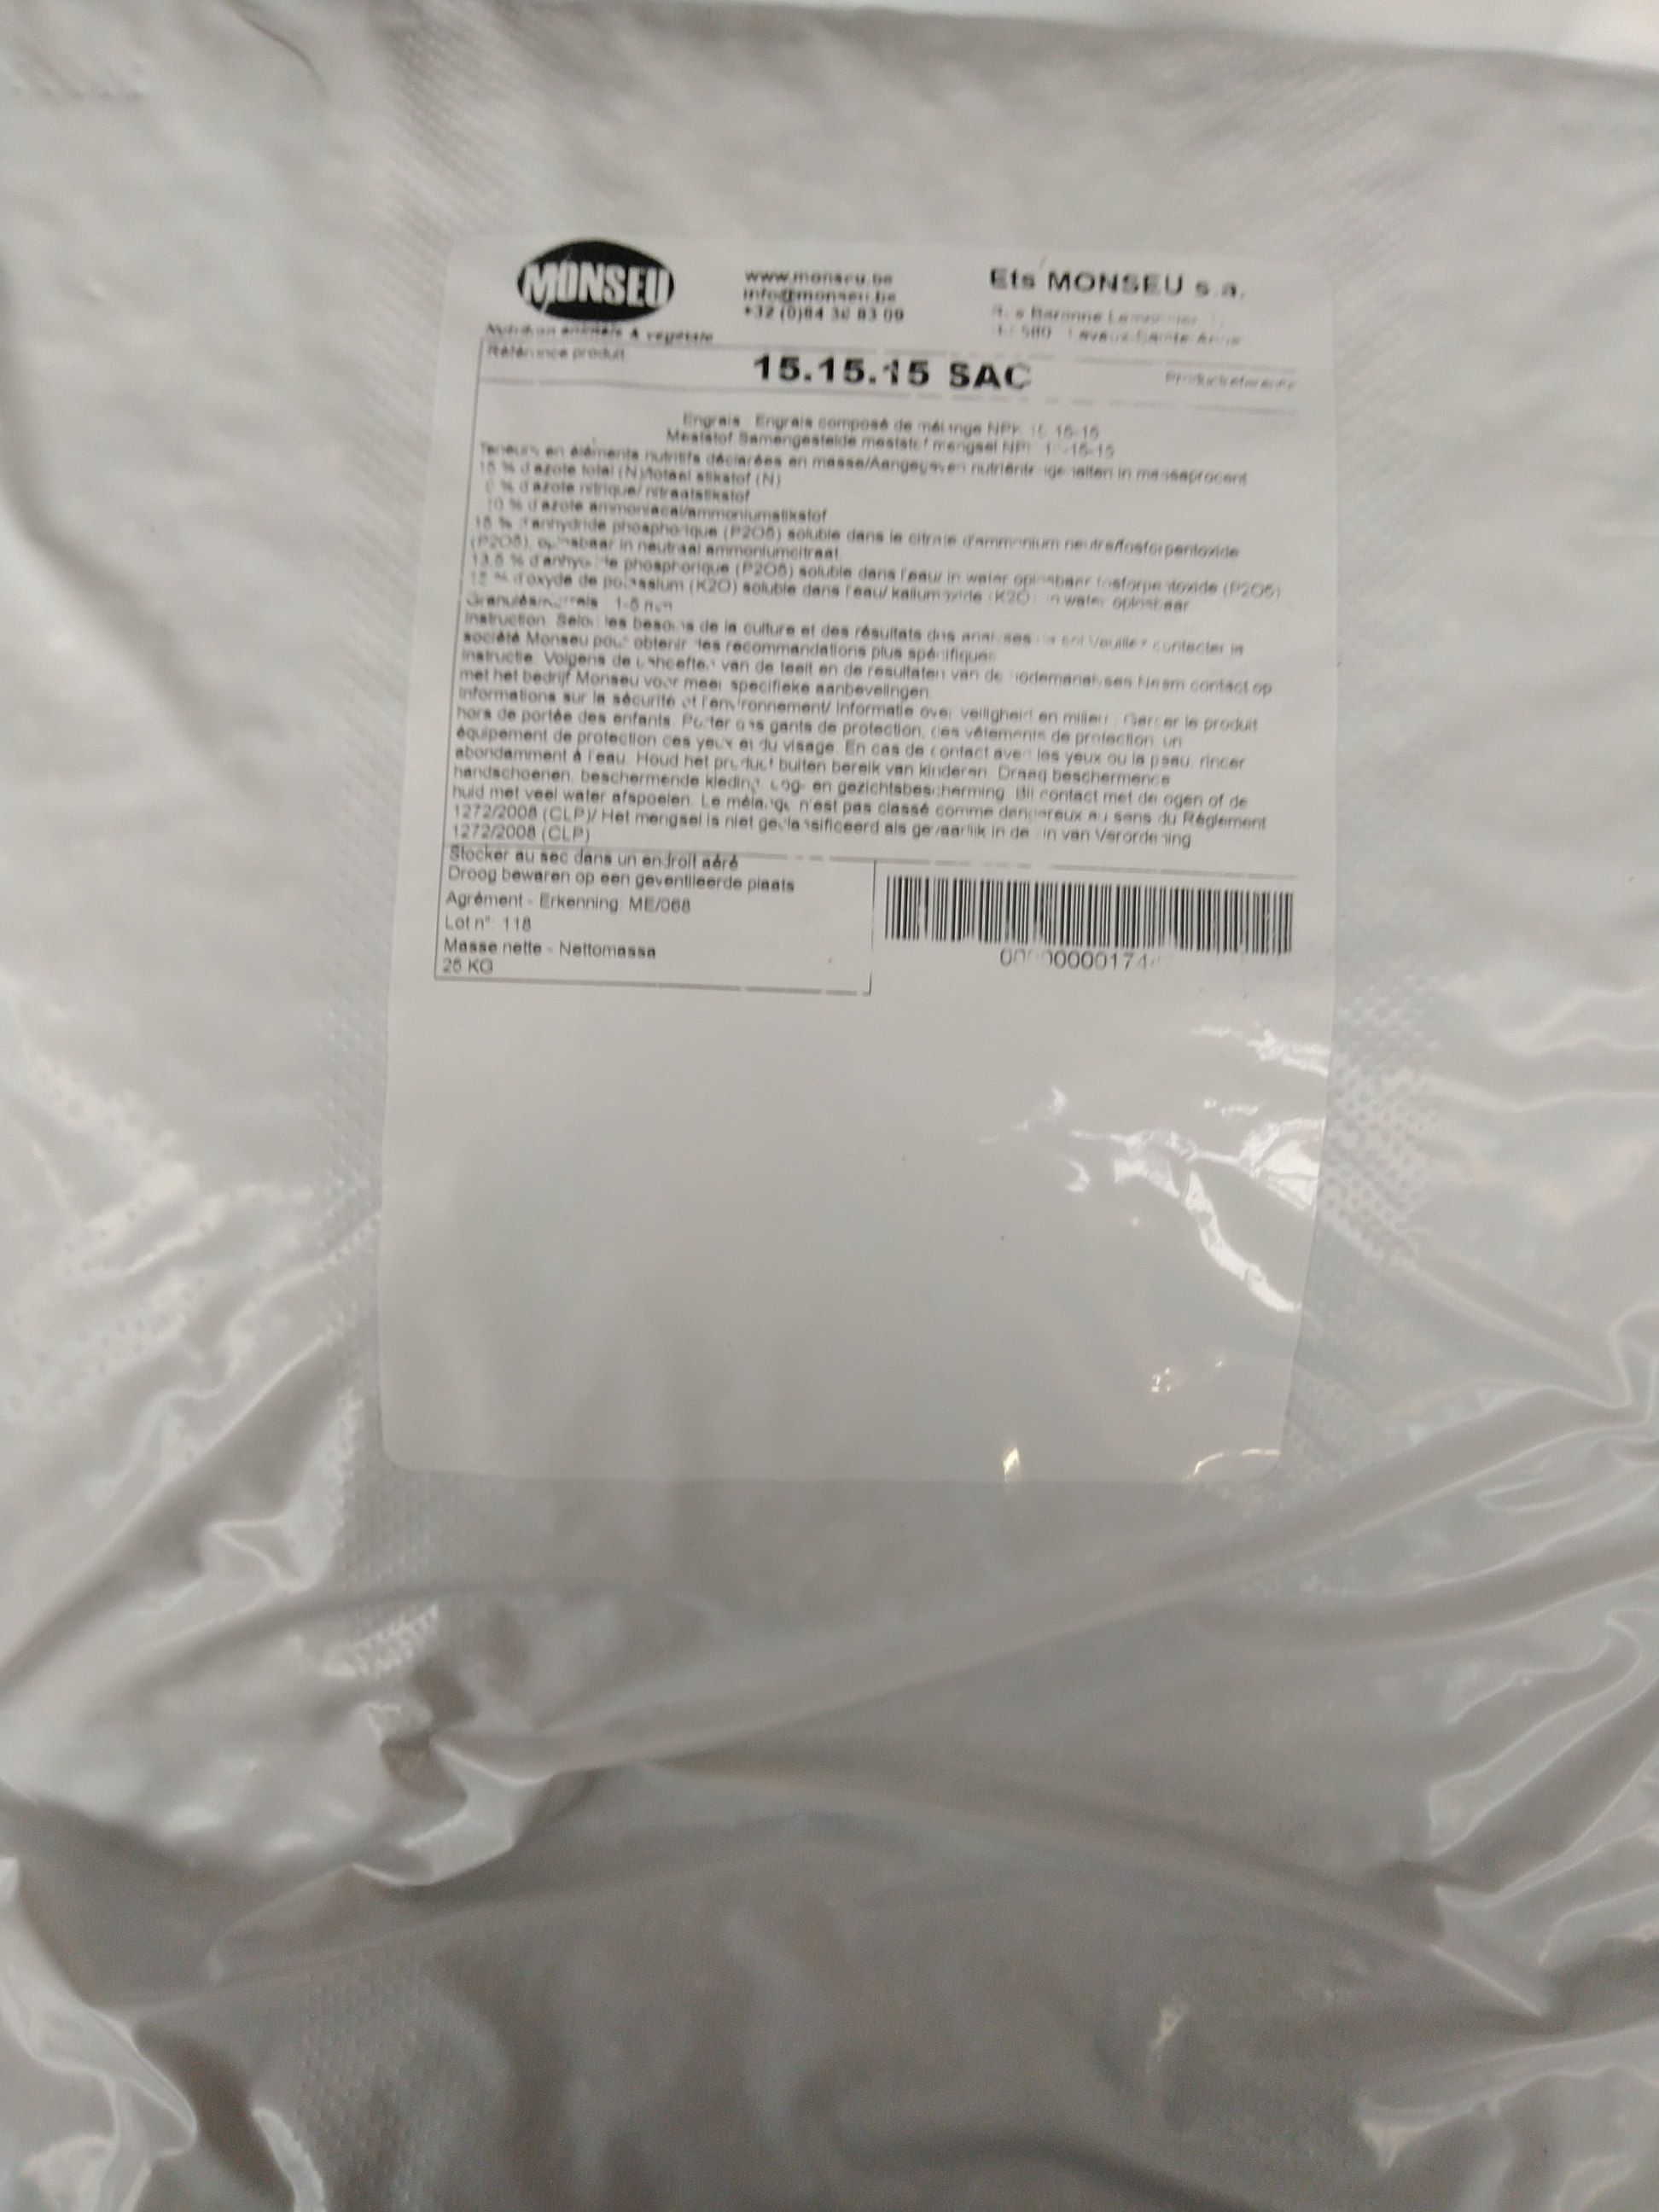 MONSEU
www.monseu.be
info@monseu.be
+32 (0)84 36 83 09
Ets MONSEU s.a.
Nutrition animale & végétale
Référence produit
15.15.15 SAC
Productreferentie
Engrais Engrais composé de mélange NPK 15-15
Meststof Samengestelde meststof mengsel NPK -15-15
Teneurs en éléments nutritifs déclarées en masse/Aangegeven nutriëntengehalten in massaprocent
15 % d'azote total (N)/totaal stikstof (N)
% d'azote nitrique/ nitraatstikstof
10 % d'azote ammoniacal/ammoniumstikstof
15 % d'anhydride phosphorique (P2O5) soluble dans le citrate d'ammonium neutre/fosforpentoxide
(P2O5) oplosbaar in neutraal ammoniumcitraat
13,5 % d'anhydride phosphorique (P2O5) soluble dans l'eau/ in water oplosbaar fosforpentoxide (P2O5)
15 % d'oxyde de potassium (K2O) soluble dans l'eau/ kaliumoxide (K2O) in water oplosbaar
1-5 mm
Instruction: Selon les besoins de la culture et des résultats des analyses de sol Veuillez contacter la
société Monseu pour obtenir des recommandations plus spécifiques
Instructie: Volgens de behoeften van de teelt en de resultaten van de bodemanalyses Neem contact op
met het bedrijf Monseu voor meer specifieke aanbevelingen.
Informations sur la sécurité et l'environnement/ Informatie over veiligheid en milieu : Garder le produit
hors de portée des enfants. Porter des gants de protection, des vêtements de protection, un
équipement de protection des yeux et du visage. En cas de contact avec les yeux ou la peau, rincer
abondamment à l'eau. Houd het product buiten bereik van kinderen. Draag beschermende
handschoenen, beschermende kleding, oog- en gezichtsbescherming. Bij contact met de ogen of de
huid met veel water afspoelen. Le mélange n'est pas classé comme dangereux au sens du Règlement
1272/2008 (CLP)/ Het mengsel is niet geclassificeerd als gevaarlijk in de zin van Verordening
1272/2008 (CLP)
Stocker au sec dans un endroit aéré
Droog bewaren op een geventileerde plaats
Agrément - Erkenning: ME/068
Lot n°: 118
Masse nette - Nettomassa
25 KG